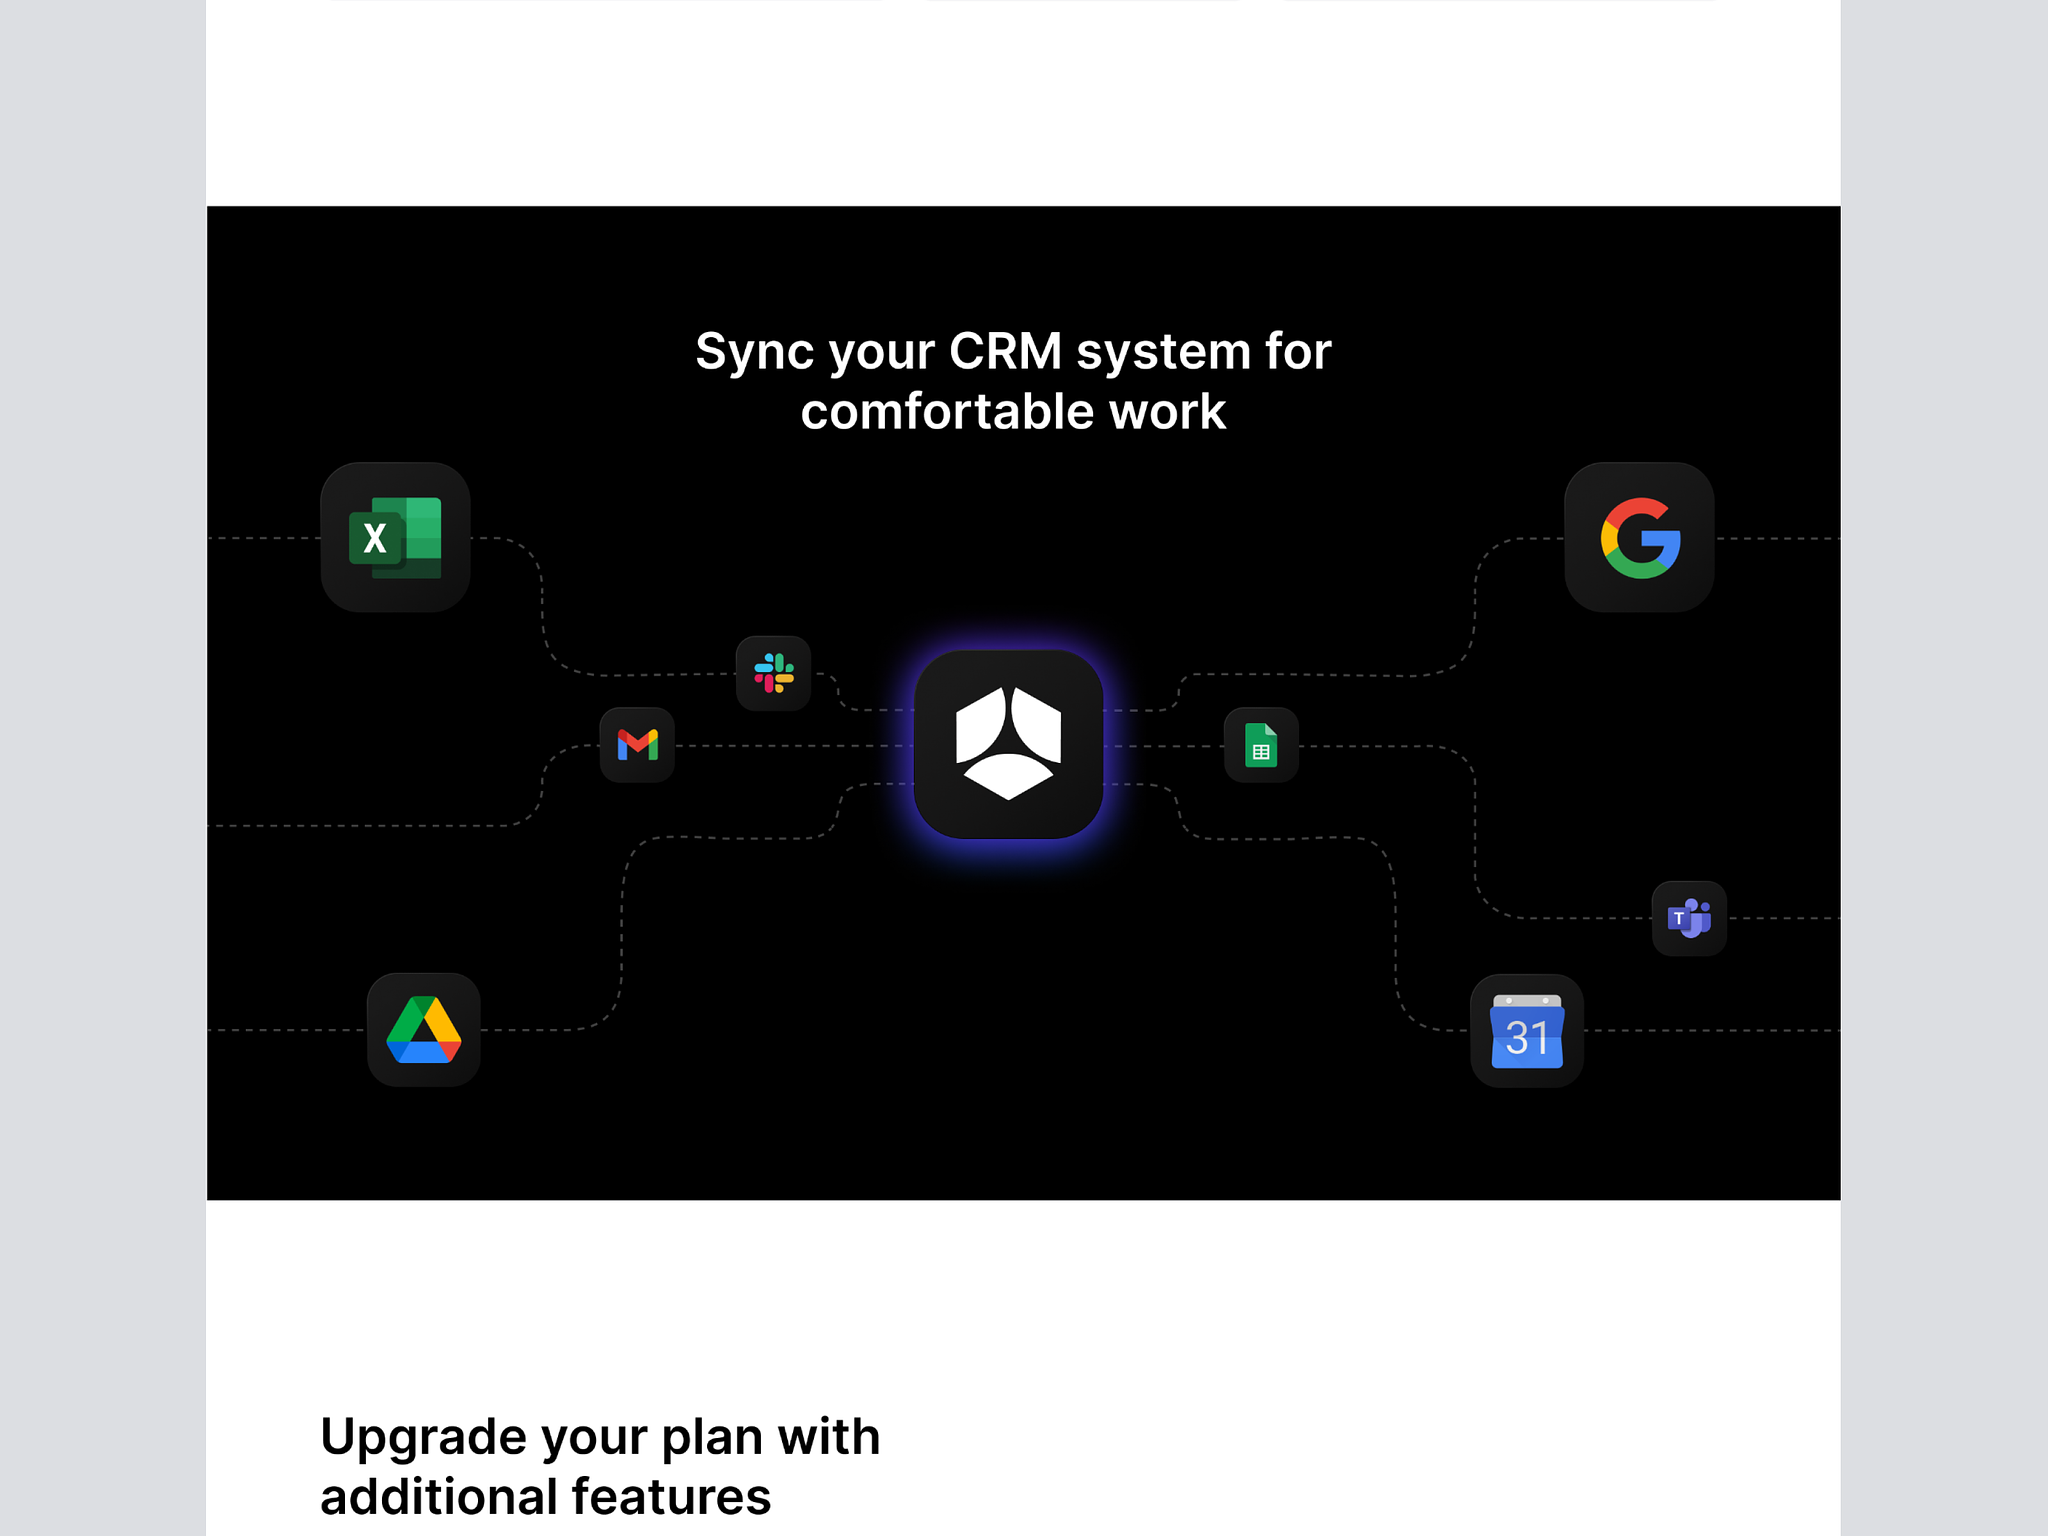 Sync your CRM system for
comfortable work
X
T
31
Upgrade your plan with
additional features